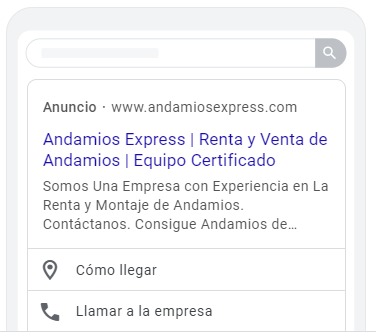 Anuncio · www.andamiosexpress.com
Andamios Express | Renta y Venta de
Andamios | Equipo Certificado
Somos Una Empresa con Experiencia en La
Renta y Montaje de Andamios.
Contáctanos. Consigue Andamios de…
Cómo llegar
Llamar a la empresa